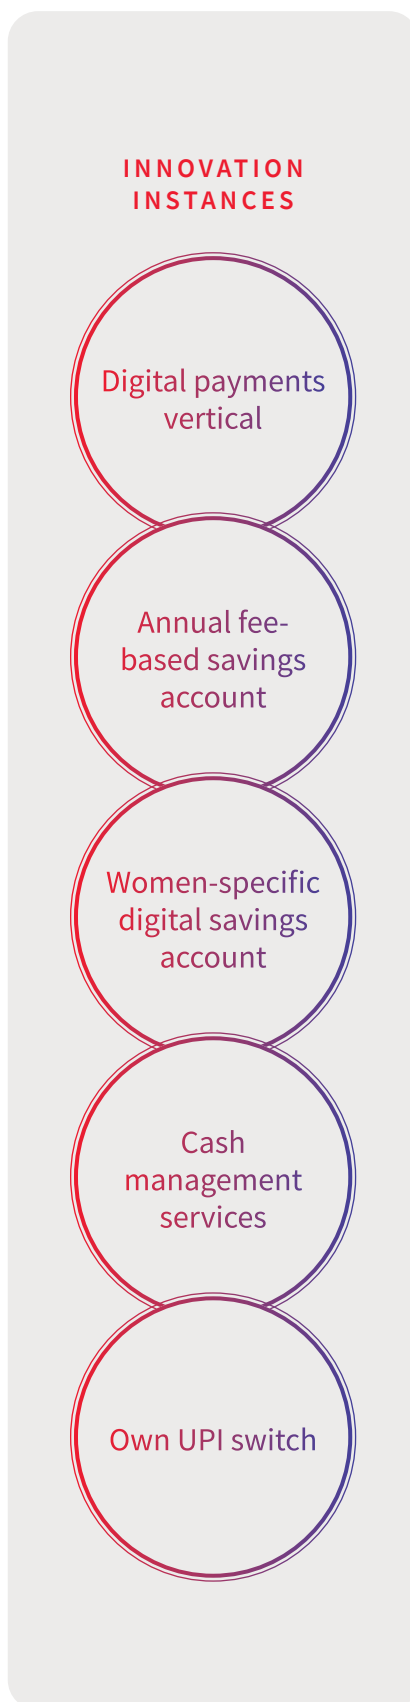 INNOVATION
INSTANCES
Digital payments
vertical
Annual fee-
based savings
account
Women-specific
digital savings
account
Cash
management
services
Own UPI switch